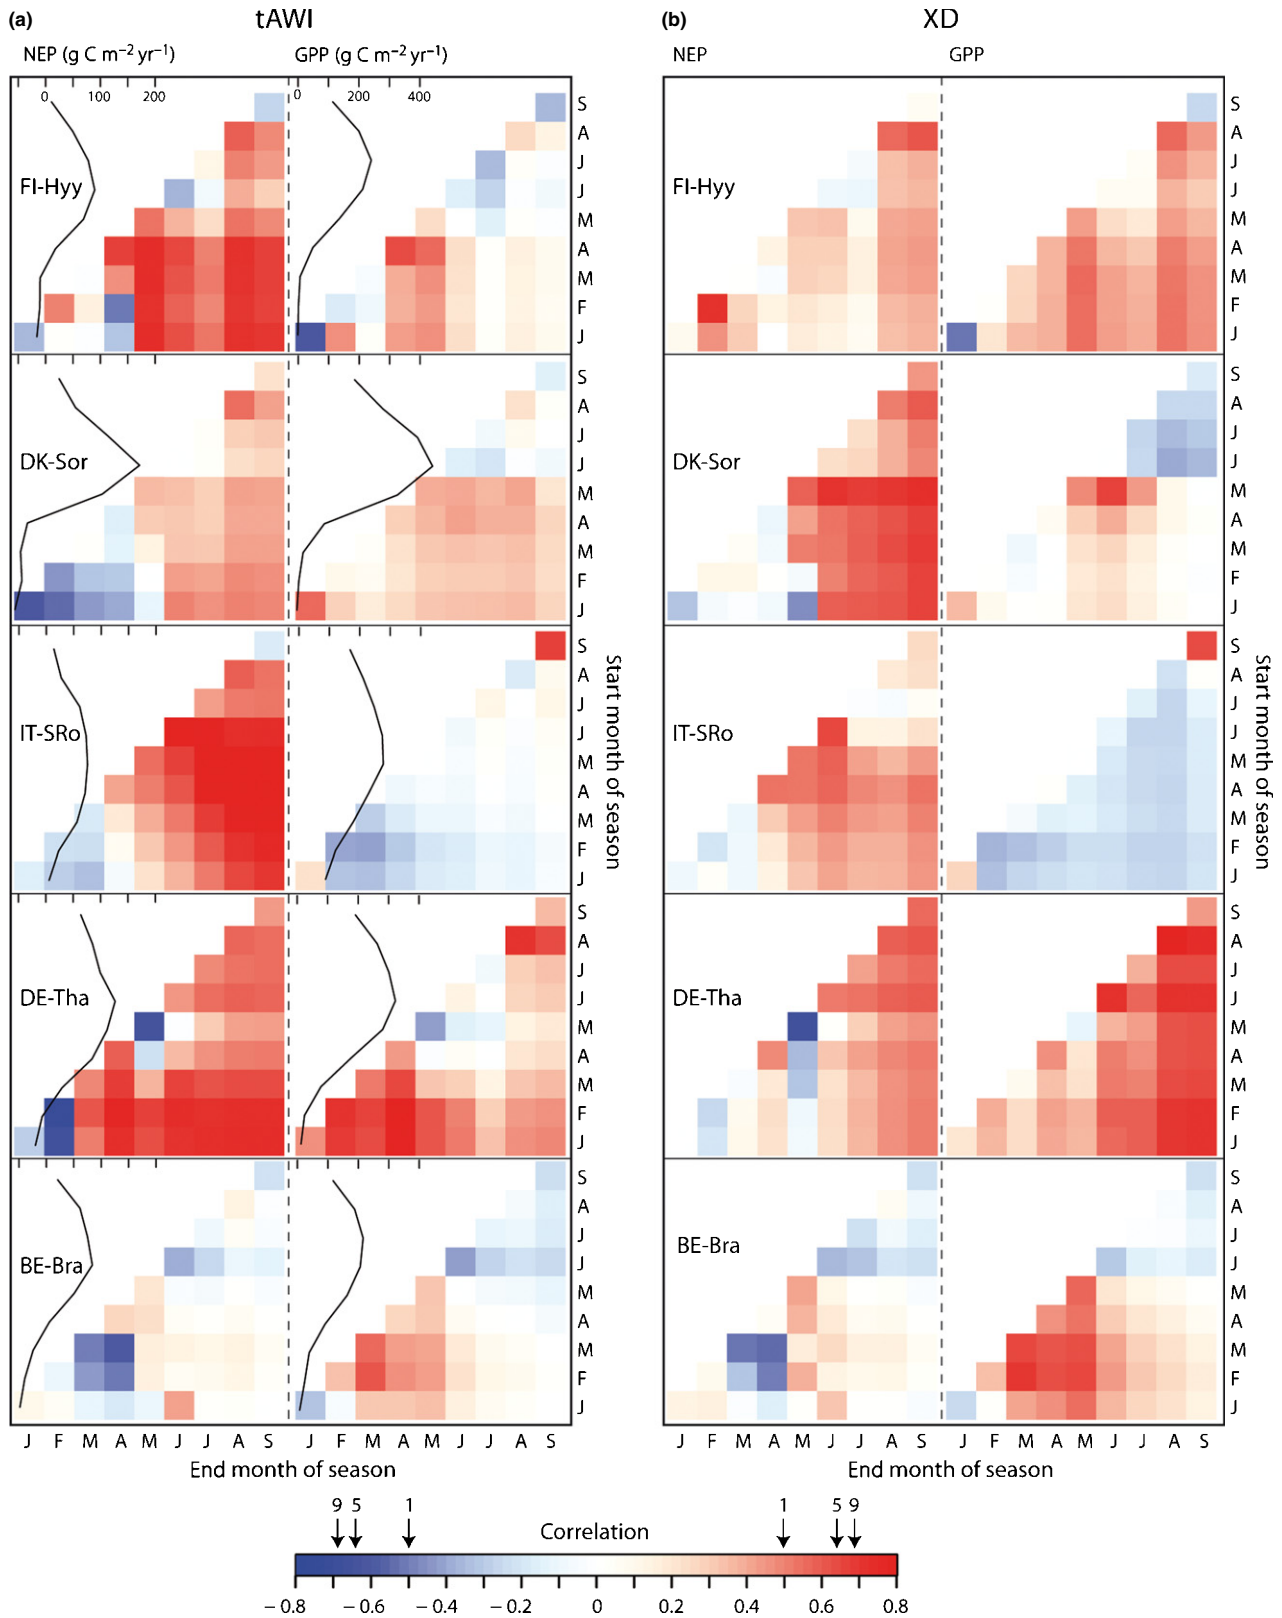 (a) tAWI (b) XD
NEP (g C m−2 yr−1) GPP (g C m−2 yr−1) NEP GPP
0 100 200 0 200 400
FI-Hyy FI-Hyy
S S
A A
J J
J J
M M
A A
M M
F F
J J
DK-Sor DK-Sor
S S
A A
J J
J J
M M
A A
M M
F F
J J
IT-SRo IT-SRo
S S
A A
J J
J J
M M
A A
M M
F F
J J
Start month of season Start month of season
DE-Tha DE-Tha
S S
A A
J J
J J
M M
A A
M M
F F
J J
BE-Bra BE-Bra
S S
A A
J J
J J
M M
A A
M M
F F
J J
J F M A M J J A S J F M A M J J A S J F M A M J J A S J F M A M J J A S
End month of season End month of season
9 5 1 1 5 9
Correlation
−0.8 −0.6 −0.4 −0.2 0 0.2 0.4 0.6 0.8